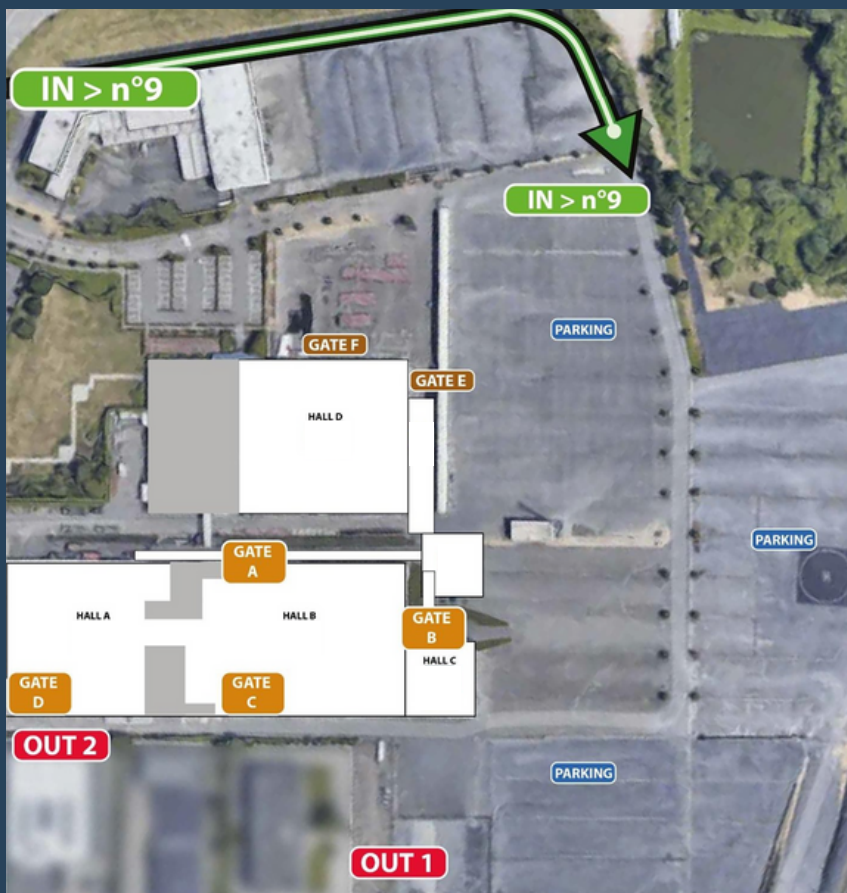 IN > n°9
IN > n°9
PARKING
GATE F
GATE E
HALL D
PARKING
GATE
A
HALL A
HALL B
GATE
B
HALL C
GATE
D
GATE
C
OUT 2
PARKING
OUT 1